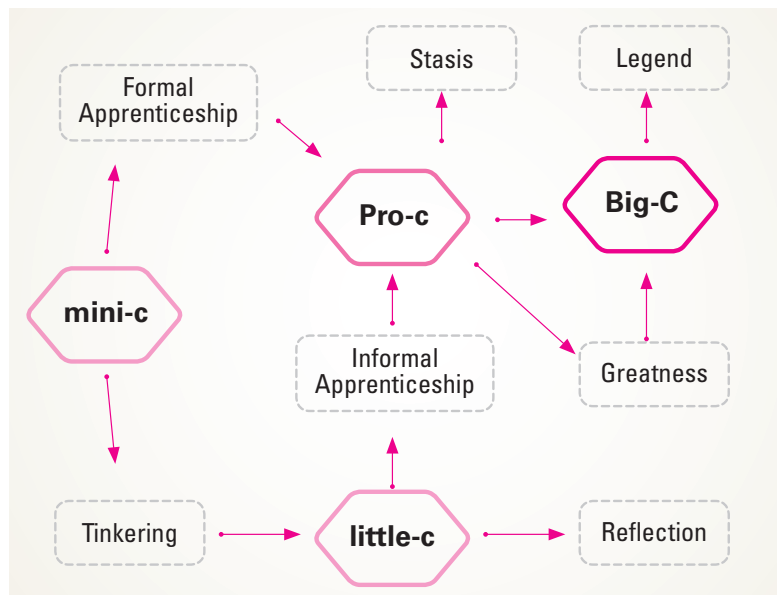 Stasis
Legend
Formal
Apprenticeship
Pro-c
Big-C
mini-c
Informal
Apprenticeship
Greatness
Tinkering
little-c
Reflection